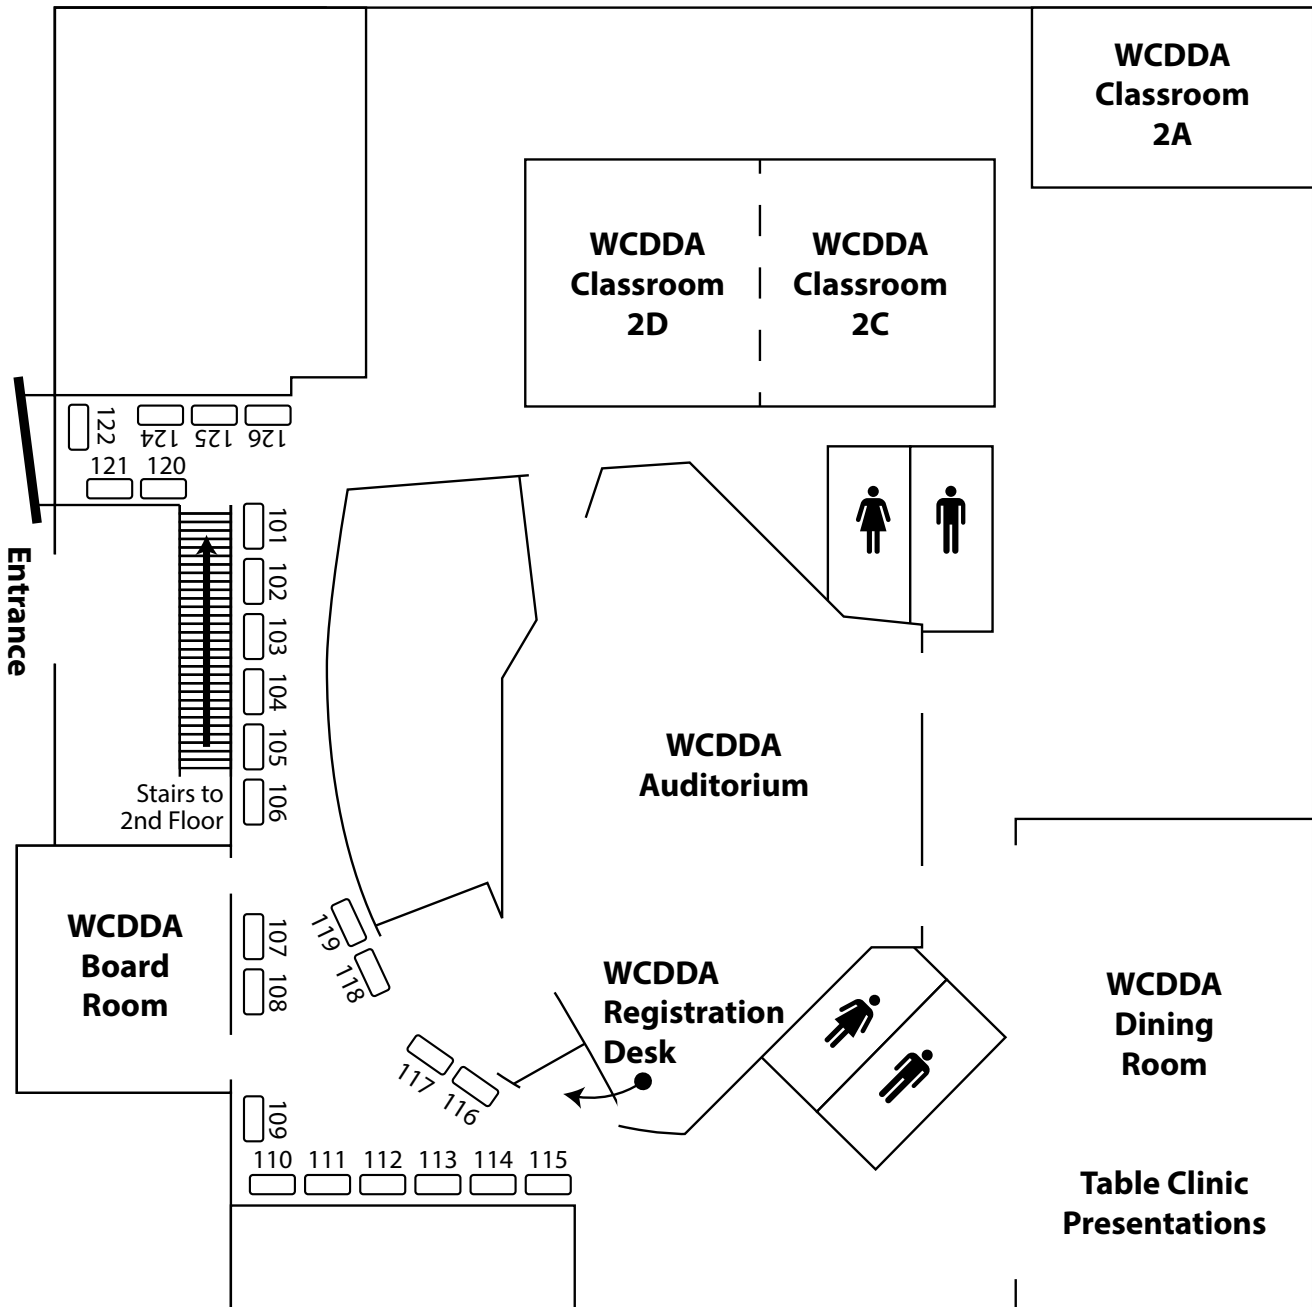 WCDDA
Classroom
2A
WCDDA
Classroom
2D
WCDDA
Classroom
2C
122
124
125
126
121
120
Entrance
101
102
103
104
105
106
Stairs to
2nd Floor
WCDDA
Auditorium
WCDDA
Board
Room
107
108
119
118
WCDDA
Registration
Desk
117
116
109
110
111
112
113
114
115
WCDDA
Dining
Room
Table Clinic
Presentations